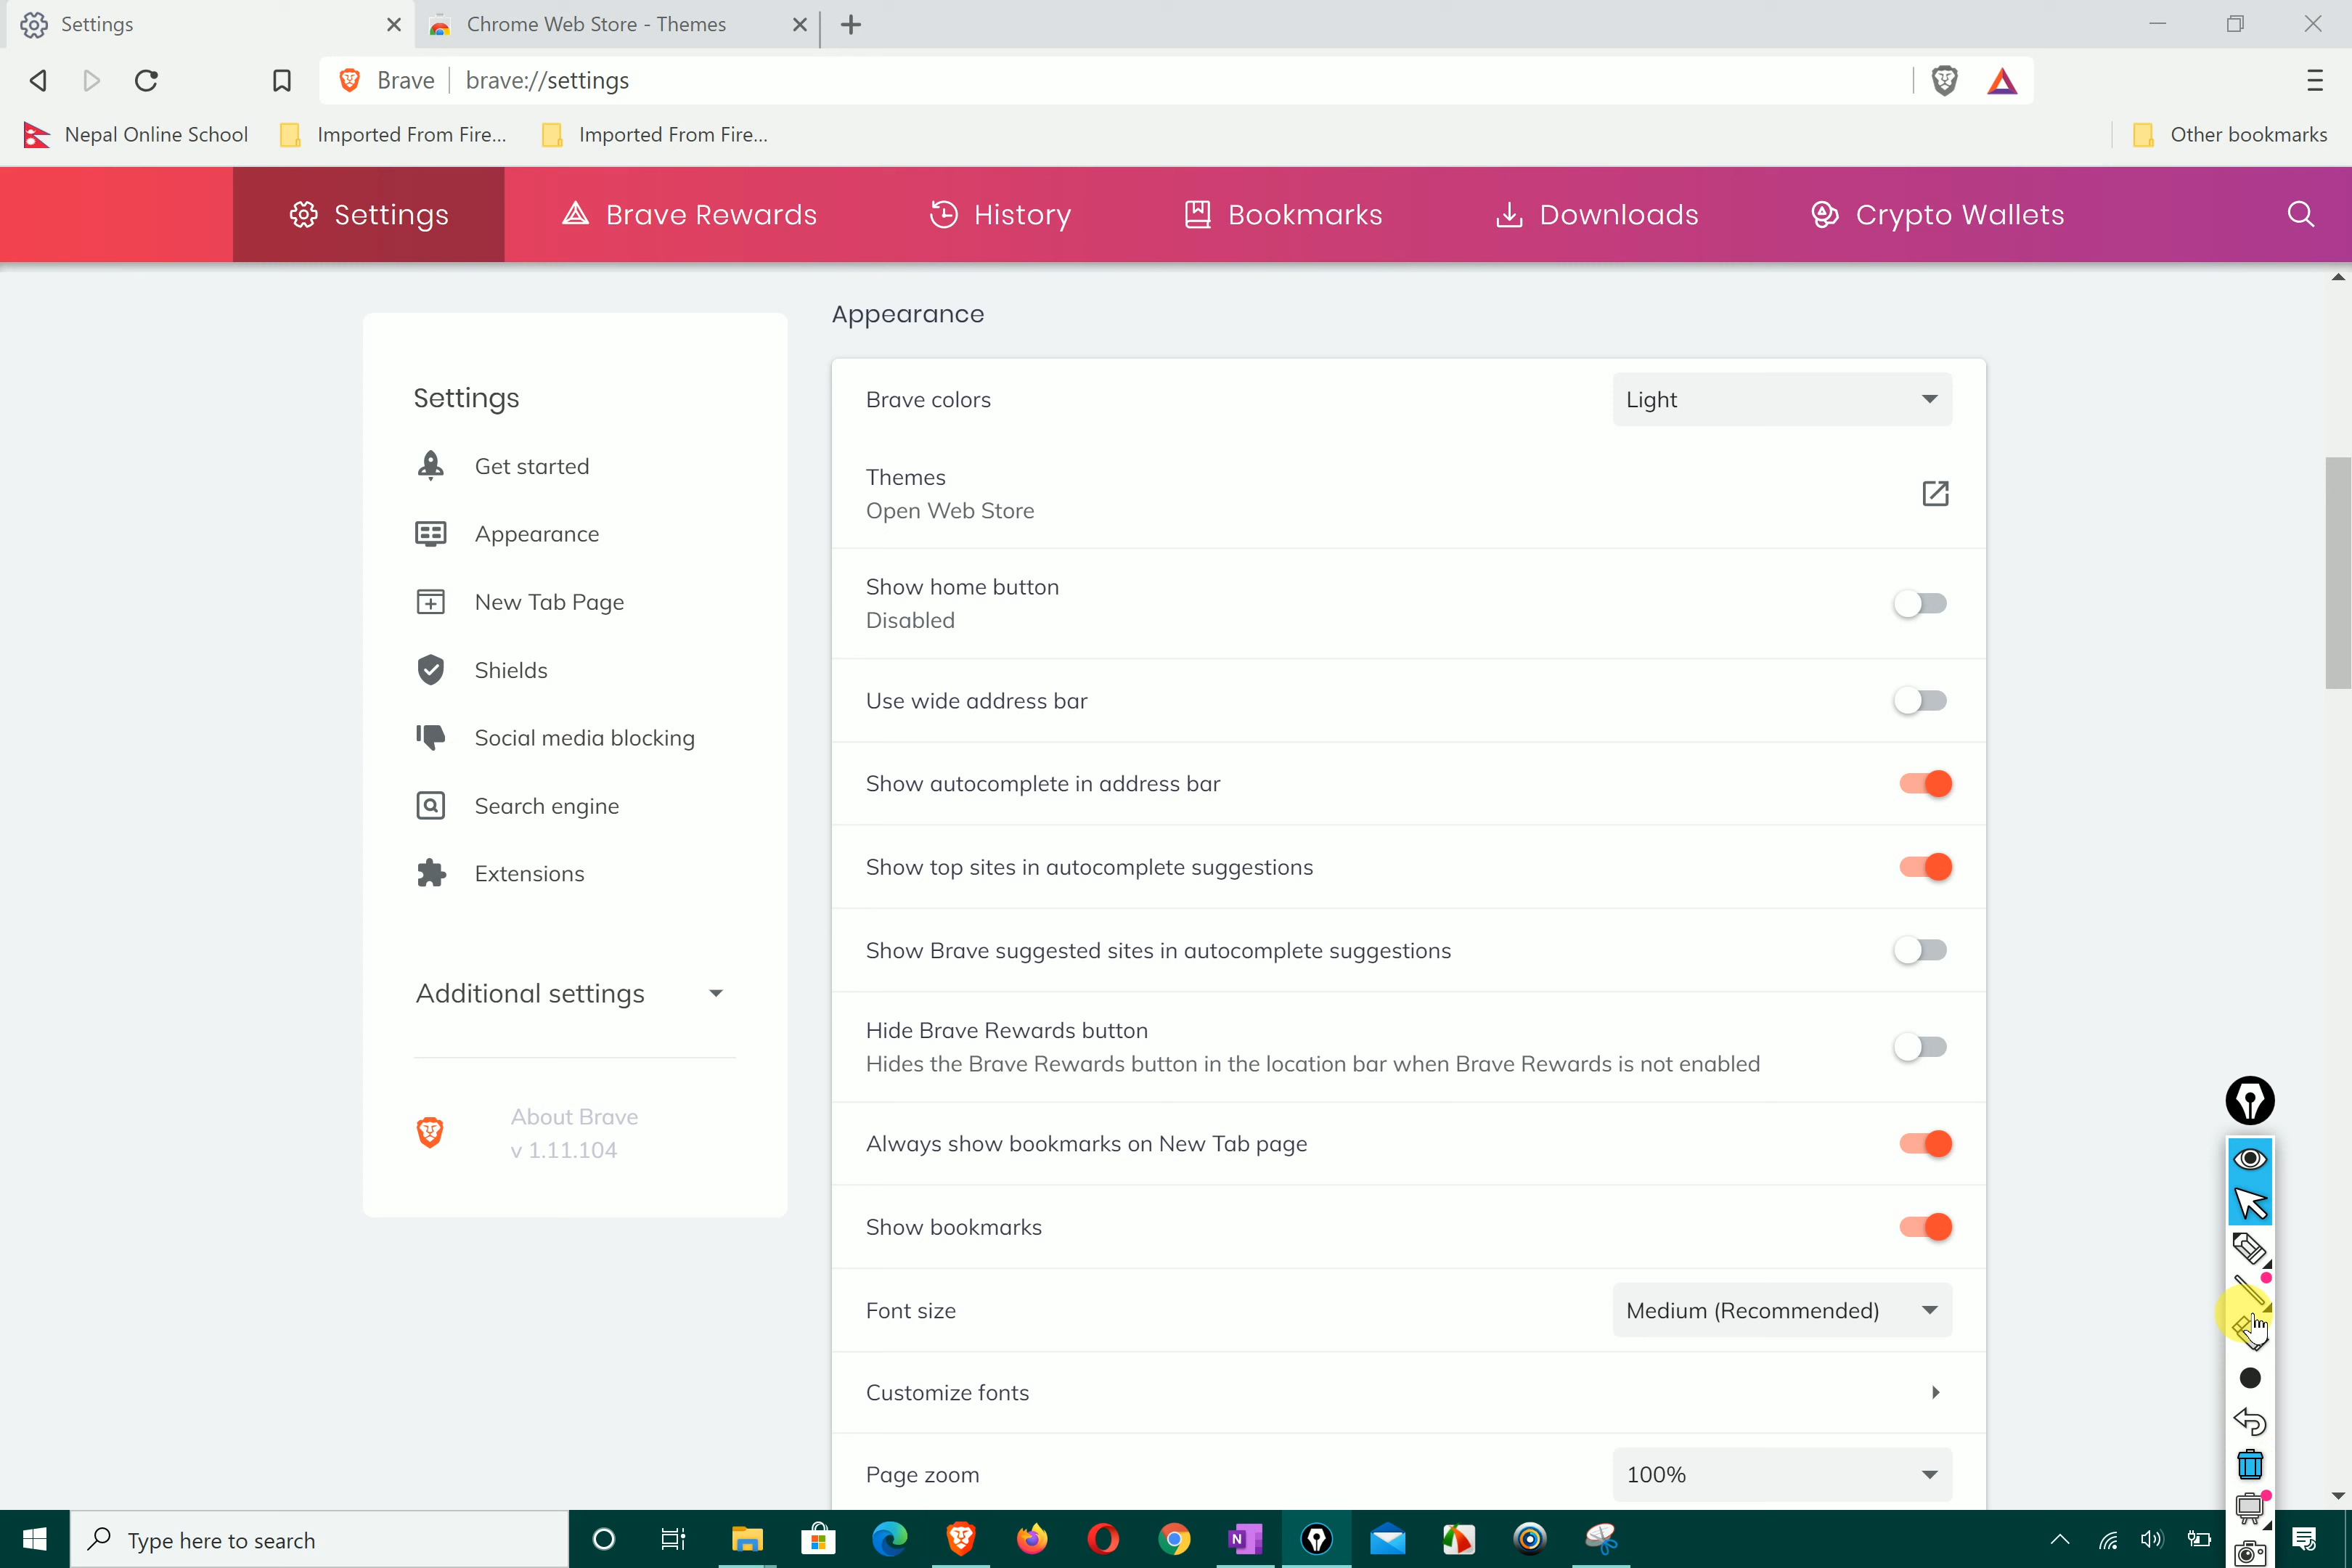 Settings
Chrome Web Store - Themes
Brave
brave://settings
Nepal Online School
Imported From Fire...
Imported From Fire...
Other bookmarks
Settings
Brave Rewards
History
Bookmarks
Downloads
Crypto Wallets
Settings
Get started
Appearance
New Tab Page
Shields
Social media blocking
Search engine
Extensions
Additional settings
About Brave
v 1.11.104
Appearance
Brave colors
Light
Themes
Open Web Store
Show home button
Disabled
Use wide address bar
Show autocomplete in address bar
Show top sites in autocomplete suggestions
Show Brave suggested sites in autocomplete suggestions
Hide Brave Rewards button
Hides the Brave Rewards button in the location bar when Brave Rewards is not enabled
Always show bookmarks on New Tab page
Show bookmarks
Font size
Medium (Recommended)
Customize fonts
Page zoom
100%
Type here to search
N